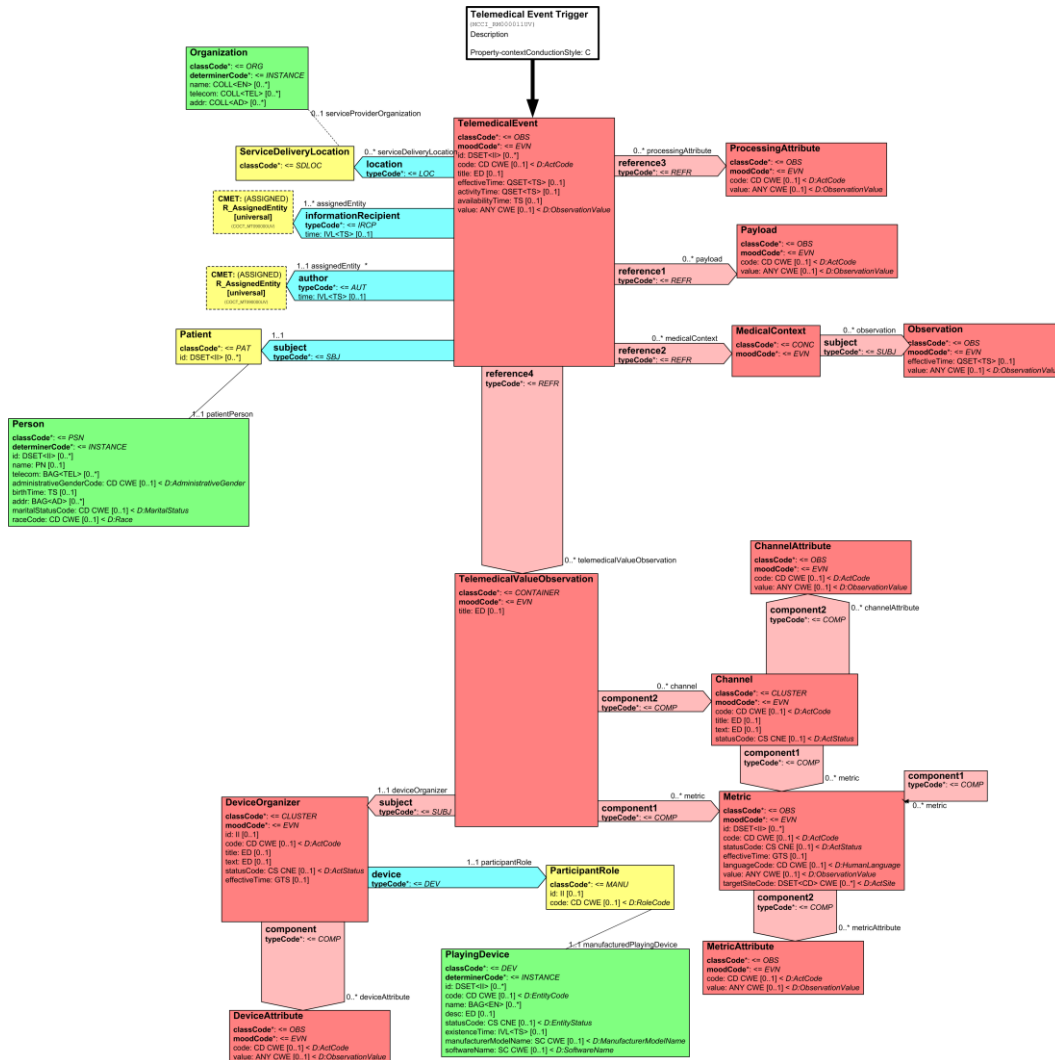 Telemedical Event Trigger
(MCCI_RM000011UV)
Description
Property-contextConductionStyle: C
Organization
classCode*: <= ORG
determinerCode*: <= INSTANCE
name: COLL<EN> [0..*]
telecom: COLL<TEL> [0..*]
addr: COLL<AD> [0..*]
0..1 serviceProviderOrganization
ServiceDeliveryLocation
classCode*: <= SDLOC
0..* serviceDeliveryLocation
location
typeCode*: <= LOC
CMET: (ASSIGNED)
R_AssignedEntity
[universal]
1..* assignedEntity
informationRecipient
typeCode*: <= IRCP
time: IVL<TS> [0..1]
CMET: (ASSIGNED)
R_AssignedEntity
[universal]
1..1 assignedEntity *
author
typeCode*: <= AUT
time: IVL<TS> [0..1]
Patient
classCode*: <= PAT
id: DSET<II> [0..*]
1..1
subject
typeCode*: <= SBJ
1..1 patientPerson
Person
classCode*: <= PSN
determinerCode*: <= INSTANCE
id: DSET<II> [0..*]
name: PN [0..1]
telecom: BAG<TEL> [0..*]
administrativeGenderCode: CD CWE [0..1] < D:AdministrativeGender
birthTime: TS [0..1]
addr: BAG<AD> [0..*]
maritalStatusCode: CD CWE [0..1] < D:MaritalStatus
raceCode: CD CWE [0..1] < D:Race
TelemedicalEvent
classCode*: <= OBS
moodCode*: <= EVN
id: DSET<II> [0..*]
code: CD CWE [0..1] < D:ActCode
title: ED [0..1]
effectiveTime: QSET<TS> [0..1]
activityTime: QSET<TS> [0..1]
availabilityTime: TS [0..1]
value: ANY CWE [0..1] < D:ObservationValue
0..* processingAttribute
reference3
typeCode*: <= REFR
ProcessingAttribute
classCode*: <= OBS
moodCode*: <= EVN
code: CD CWE [0..1] < D:ActCode
value: ANY CWE [0..1] < D:ObservationValue
0..* payload
reference1
typeCode*: <= REFR
Payload
classCode*: <= OBS
moodCode*: <= EVN
code: CD CWE [0..1] < D:ActCode
value: ANY CWE [0..1] < D:ObservationValue
0..* medicalContext
reference2
typeCode*: <= REFR
MedicalContext
classCode*: <= CONC
moodCode*: <= EVN
0..* observation
subject
typeCode*: <= SUBJ
Observation
classCode*: <= OBS
moodCode*: <= EVN
effectiveTime: QSET<TS> [0..1]
value: ANY CWE [0..1] < D:ObservationValue
reference4
typeCode*: <= REFR
0..* telemedicalValueObservation
TelemedicalValueObservation
classCode*: <= CONTAINER
moodCode*: <= EVN
title: ED [0..1]
ChannelAttribute
classCode*: <= OBS
moodCode*: <= EVN
code: CD CWE [0..1] < D:ActCode
value: ANY CWE [0..1] < D:ObservationValue
0..* channelAttribute
component2
typeCode*: <= COMP
0..* channel
component2
typeCode*: <= COMP
Channel
classCode*: <= CLUSTER
moodCode*: <= EVN
code: CD CWE [0..1] < D:ActCode
title: ED [0..1]
text: ED [0..1]
statusCode: CS CNE [0..1] < D:ActStatus
component1
typeCode*: <= COMP
0..* metric
component1
typeCode*: <= COMP
0..* metric
0..* metric
component1
typeCode*: <= COMP
Metric
classCode*: <= OBS
moodCode*: <= EVN
id: DSET<II> [0..*]
code: CD CWE [0..1] < D:ActCode
statusCode: CS CNE [0..1] < D:ActStatus
effectiveTime: GTS [0..1]
languageCode: CD CWE [0..1] < D:HumanLanguage
value: ANY CWE [0..1] < D:ObservationValue
targetSiteCode: DSET<CD> CWE [0..*] < D:ActSite
component2
typeCode*: <= COMP
0..* metricAttribute
MetricAttribute
classCode*: <= OBS
moodCode*: <= EVN
code: CD CWE [0..1] < D:ActCode
value: ANY CWE [0..1] < D:ObservationValue
1..1 deviceOrganizer
subject
typeCode*: <= SUBJ
DeviceOrganizer
classCode*: <= CLUSTER
moodCode*: <= EVN
id: II [0..1]
code: CD CWE [0..1] < D:ActCode
title: ED [0..1]
text: ED [0..1]
statusCode: CS CNE [0..1] < D:ActStatus
effectiveTime: GTS [0..1]
1..1 participantRole
device
typeCode*: <= DEV
ParticipantRole
classCode*: <= MANU
id: II [0..1]
code: CD CWE [0..1] < D:RoleCode
component
typeCode*: <= COMP
0..* deviceAttribute
DeviceAttribute
classCode*: <= OBS
moodCode*: <= EVN
code: CD CWE [0..1] < D:ActCode
value: ANY CWE [0..1] < D:ObservationValue
1..1 manufacturedPlayingDevice
PlayingDevice
classCode*: <= DEV
determinerCode*: <= INSTANCE
id: DSET<II> [0..*]
code: CD CWE [0..1] < D:EntityCode
name: BAG<EN> [0..*]
desc: ED [0..1]
statusCode: CS CNE [0..1] < D:EntityStatus
existenceTime: IVL<TS> [0..1]
manufacturerModelName: SC CWE [0..1] < D:ManufacturerModelName
softwareName: SC CWE [0..1] < D:SoftwareName